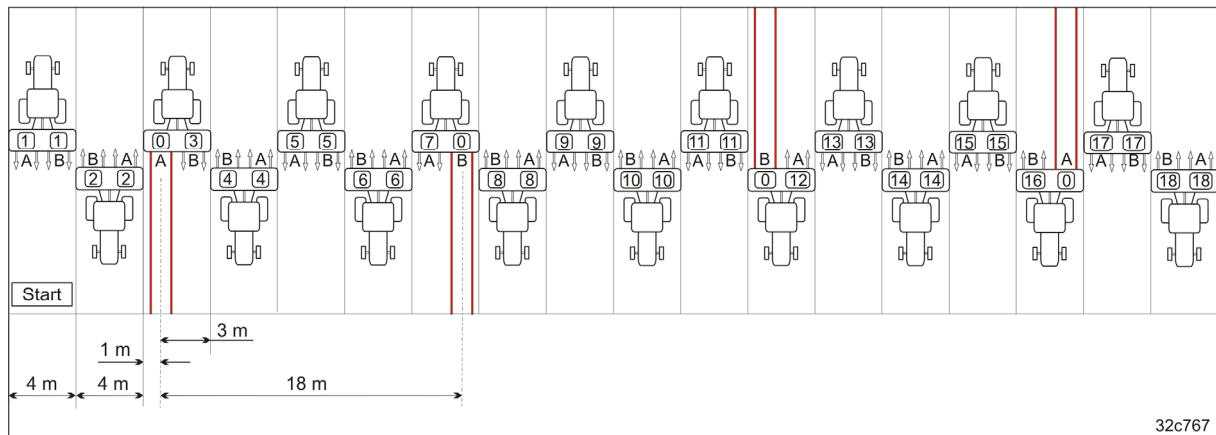 1 1 0 3 5 5 7 0 9 9 11 11 13 13 15 15 17 17
A B A B A B A B A B A B A B A B A B
B A B A B A B A B A B A B A B A B A
2 2 4 4 6 6 8 8 10 10 0 12 14 14 16 0 18 18
Start
3 m
1 m
4 m 4 m 18 m
32c767